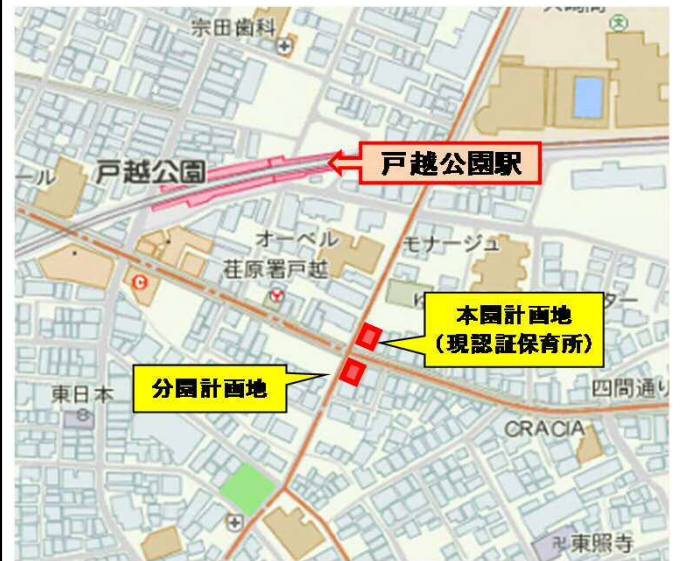 宗田歯科
戸越公園
戸越公園駅
ール
オーベル
荏原署戸越
モナージュ
本園計画地
(現認証保育所)
分園計画地
東日本
四間通り
CRACIA
卍東照寺